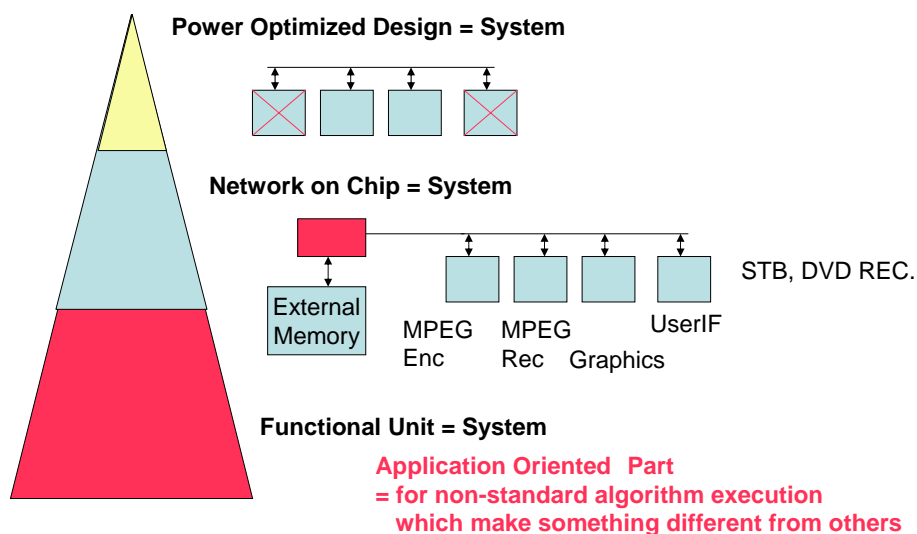 Power Optimized Design = System
Network on Chip = System
STB, DVD REC.
External
Memory
MPEG
Enc
MPEG
Rec
Graphics
UserIF
Functional Unit = System
Application Oriented Part
= for non-standard algorithm execution
which make something different from others